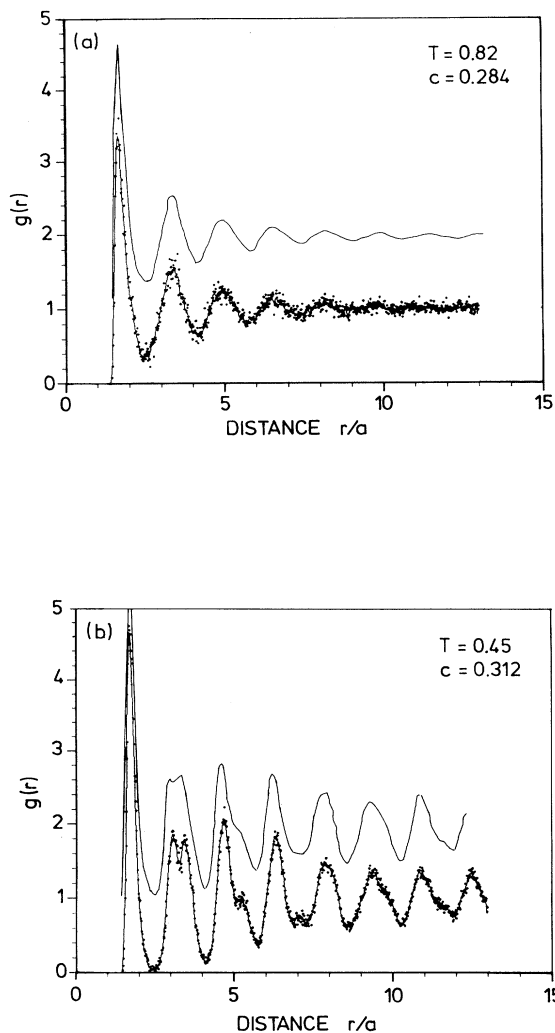 (a)
T = 0.82
c = 0.284
5
4
3
2
1
0
g(r)
0
5
10
15
DISTANCE r/a
(b)
T = 0.45
c = 0.312
5
4
3
2
1
0
g(r)
0
5
10
15
DISTANCE r/a